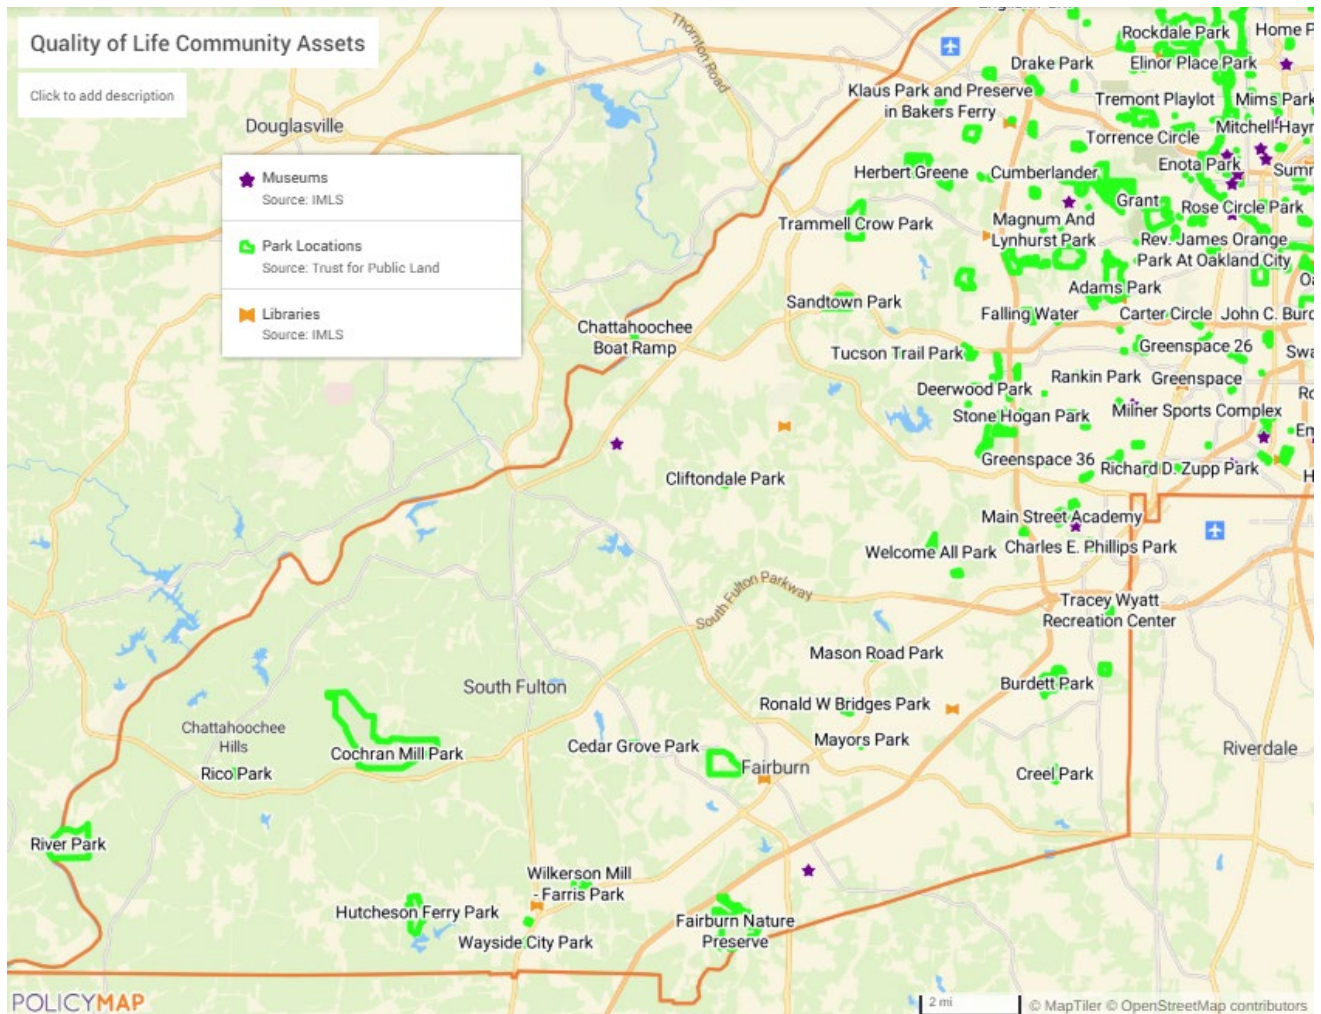 Quality of Life Community Assets
Click to add description
Museums
Source: IMLS
Park Locations
Source: Trust for Public Land
Libraries
Source: IMLS
Thornton Road
Douglasville
Rockdale Park
Home P
Drake Park
Elinor Place Park
Klaus Park and Preserve
in Bakers Ferry
Tremont Playlot
Mims Park
Torrence Circle
Mitchell-Hayn
Herbert Greene
Cumberlander
Enota Park
Summ
Grant
Rose Circle Park
Trammell Crow Park
Magnum And
Lynhurst Park
Rev. James Orange
Park At Oakland City
Adams Park
Oa
Sandtown Park
Falling Water
Carter Circle
John C. Burd
Chattahoochee
Boat Ramp
Tucson Trail Park
Greenspace 26
Swa
Deerwood Park
Rankin Park
Greenspace
Ro
Stone Hogan Park
Milner Sports Complex
Em
Greenspace 36
Richard D. Zupp Park
H
Cliftondale Park
Main Street Academy
Welcome All Park
Charles E. Phillips Park
South Fulton Parkway
Tracey Wyatt
Recreation Center
Mason Road Park
South Fulton
Burdett Park
Ronald W Bridges Park
Chattahoochee
Hills
Cochran Mill Park
Cedar Grove Park
Mayors Park
Riverdale
Rico Park
Fairburn
Creel Park
River Park
Wilkerson Mill
- Farris Park
Hutcheson Ferry Park
Fairburn Nature
Preserve
Wayside City Park
POLICYMAP
2 mi
© MapTiler © OpenStreetMap contributors